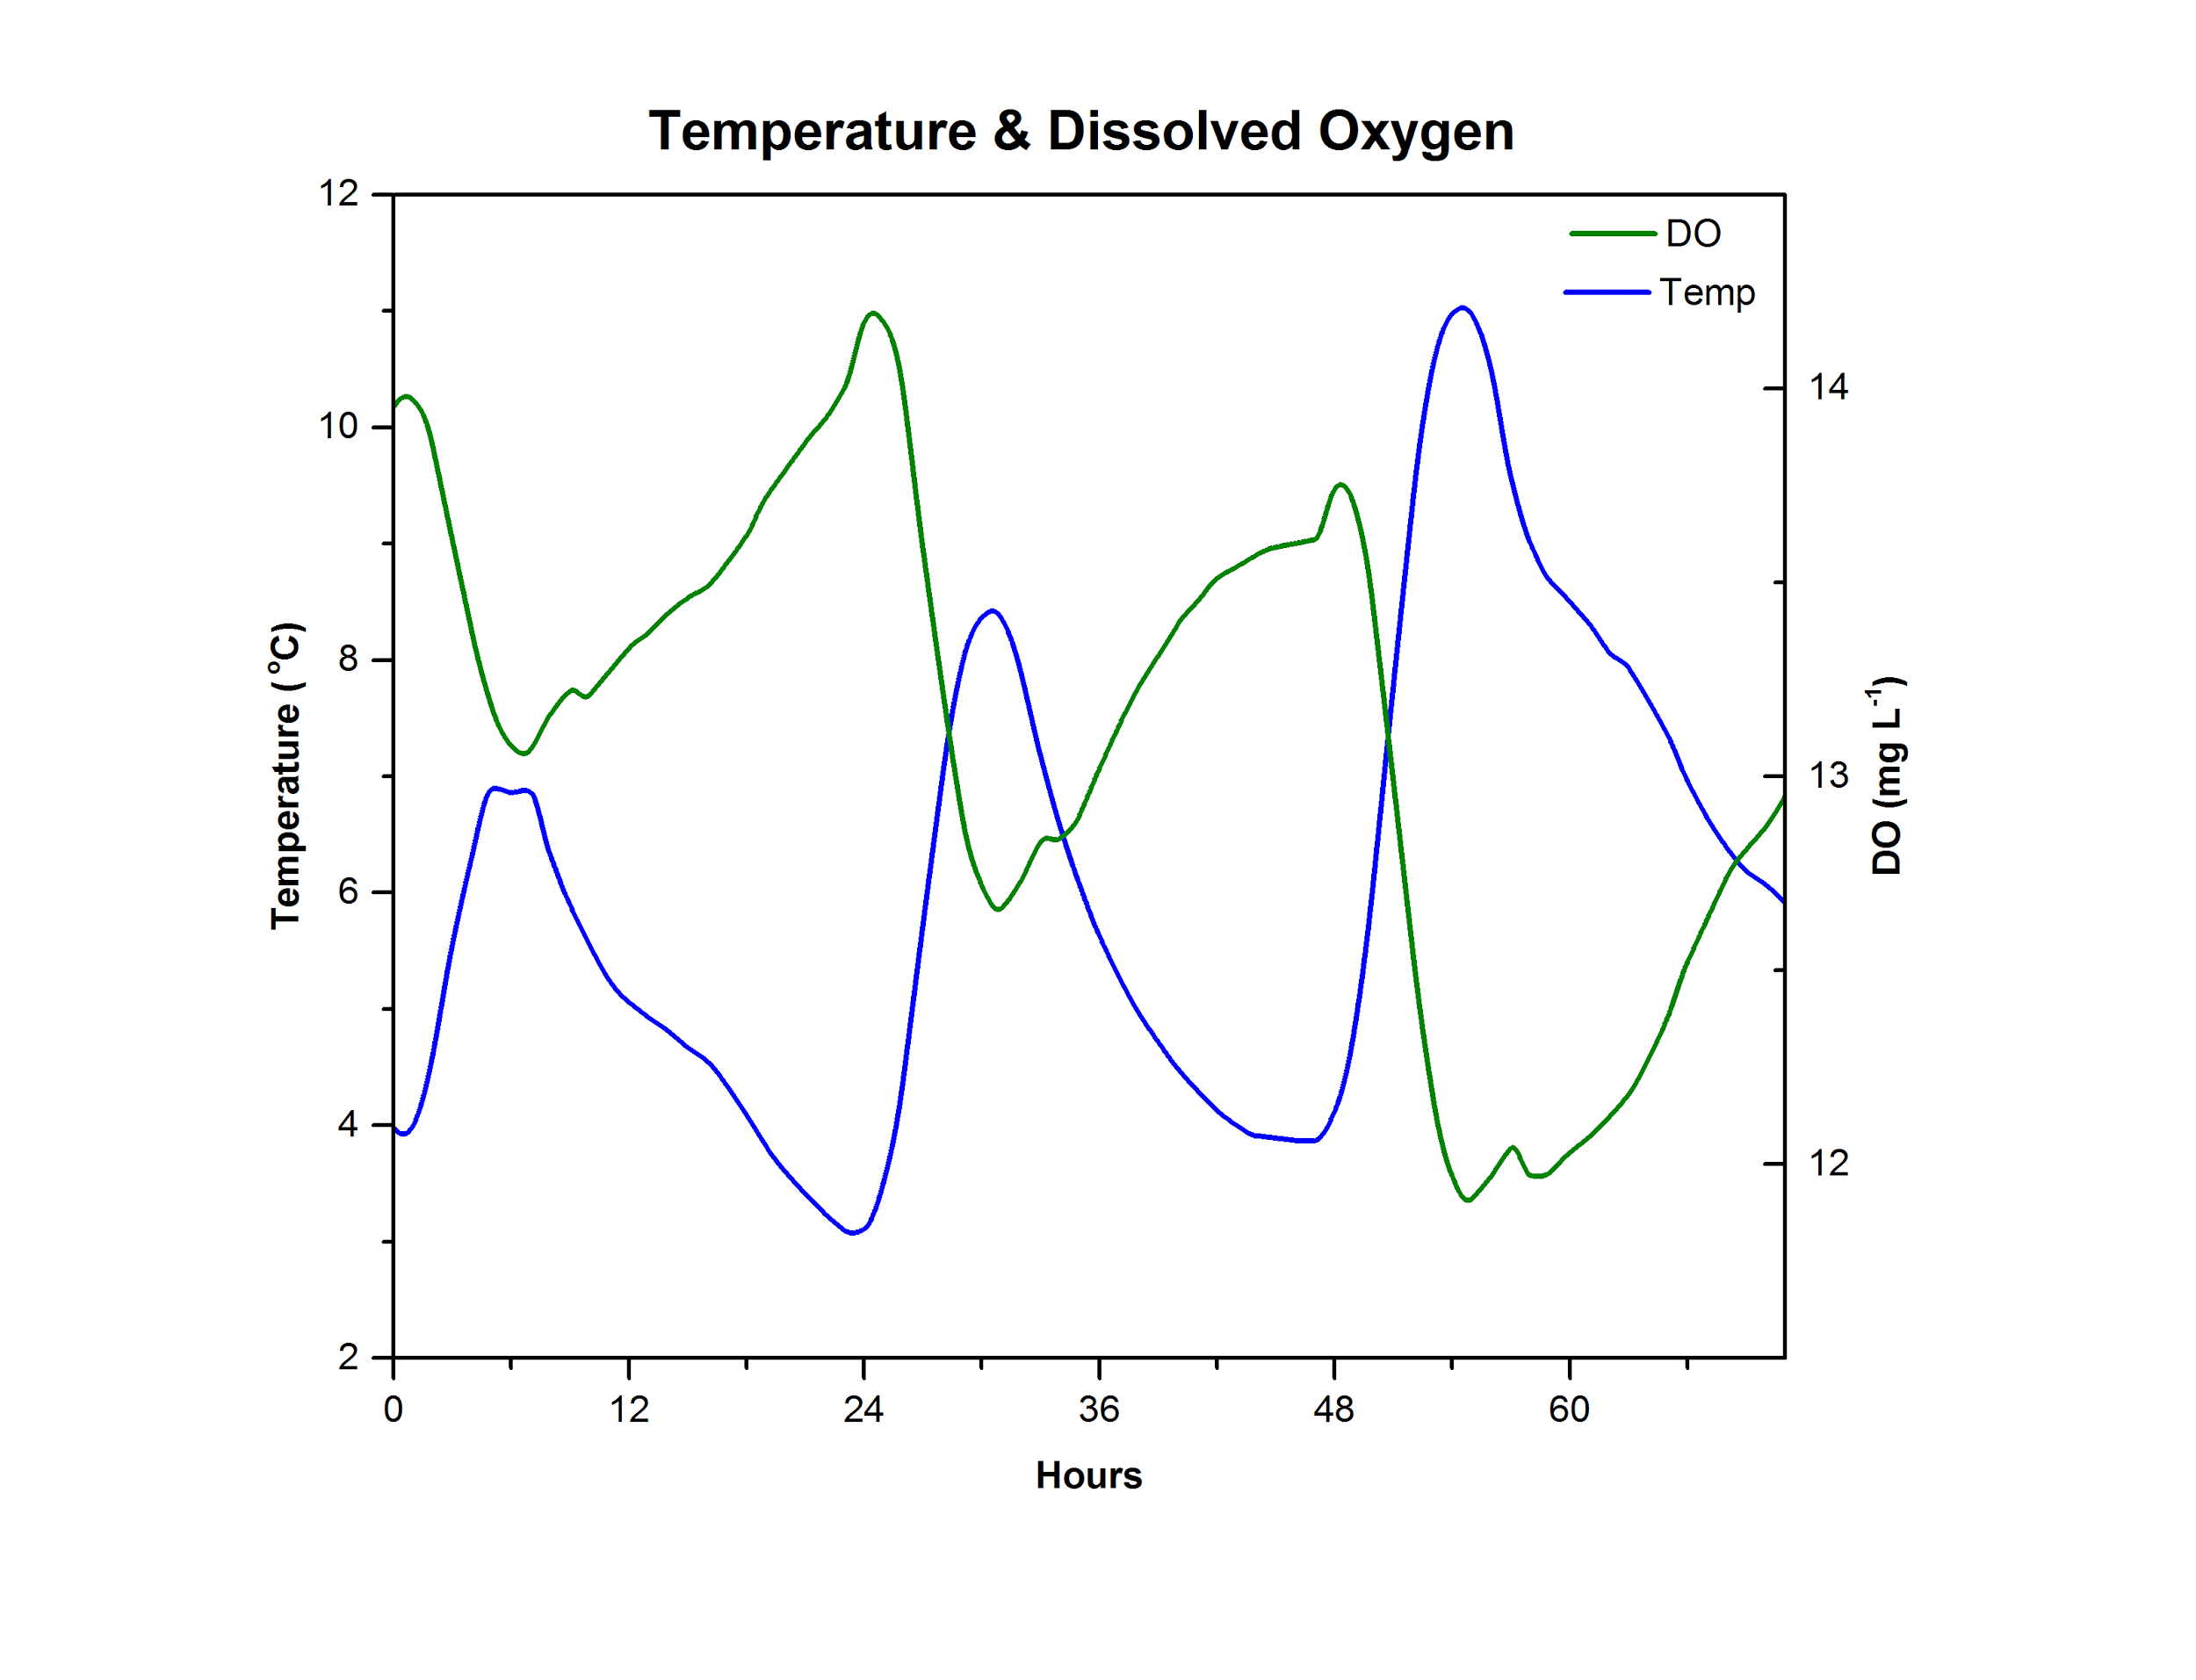 Temperature & Dissolved Oxygen
DO
Temp
12
10
8
6
4
2
Temperature (°C)
14
13
12
DO (mg L⁻¹)
0 12 24 36 48 60
Hours